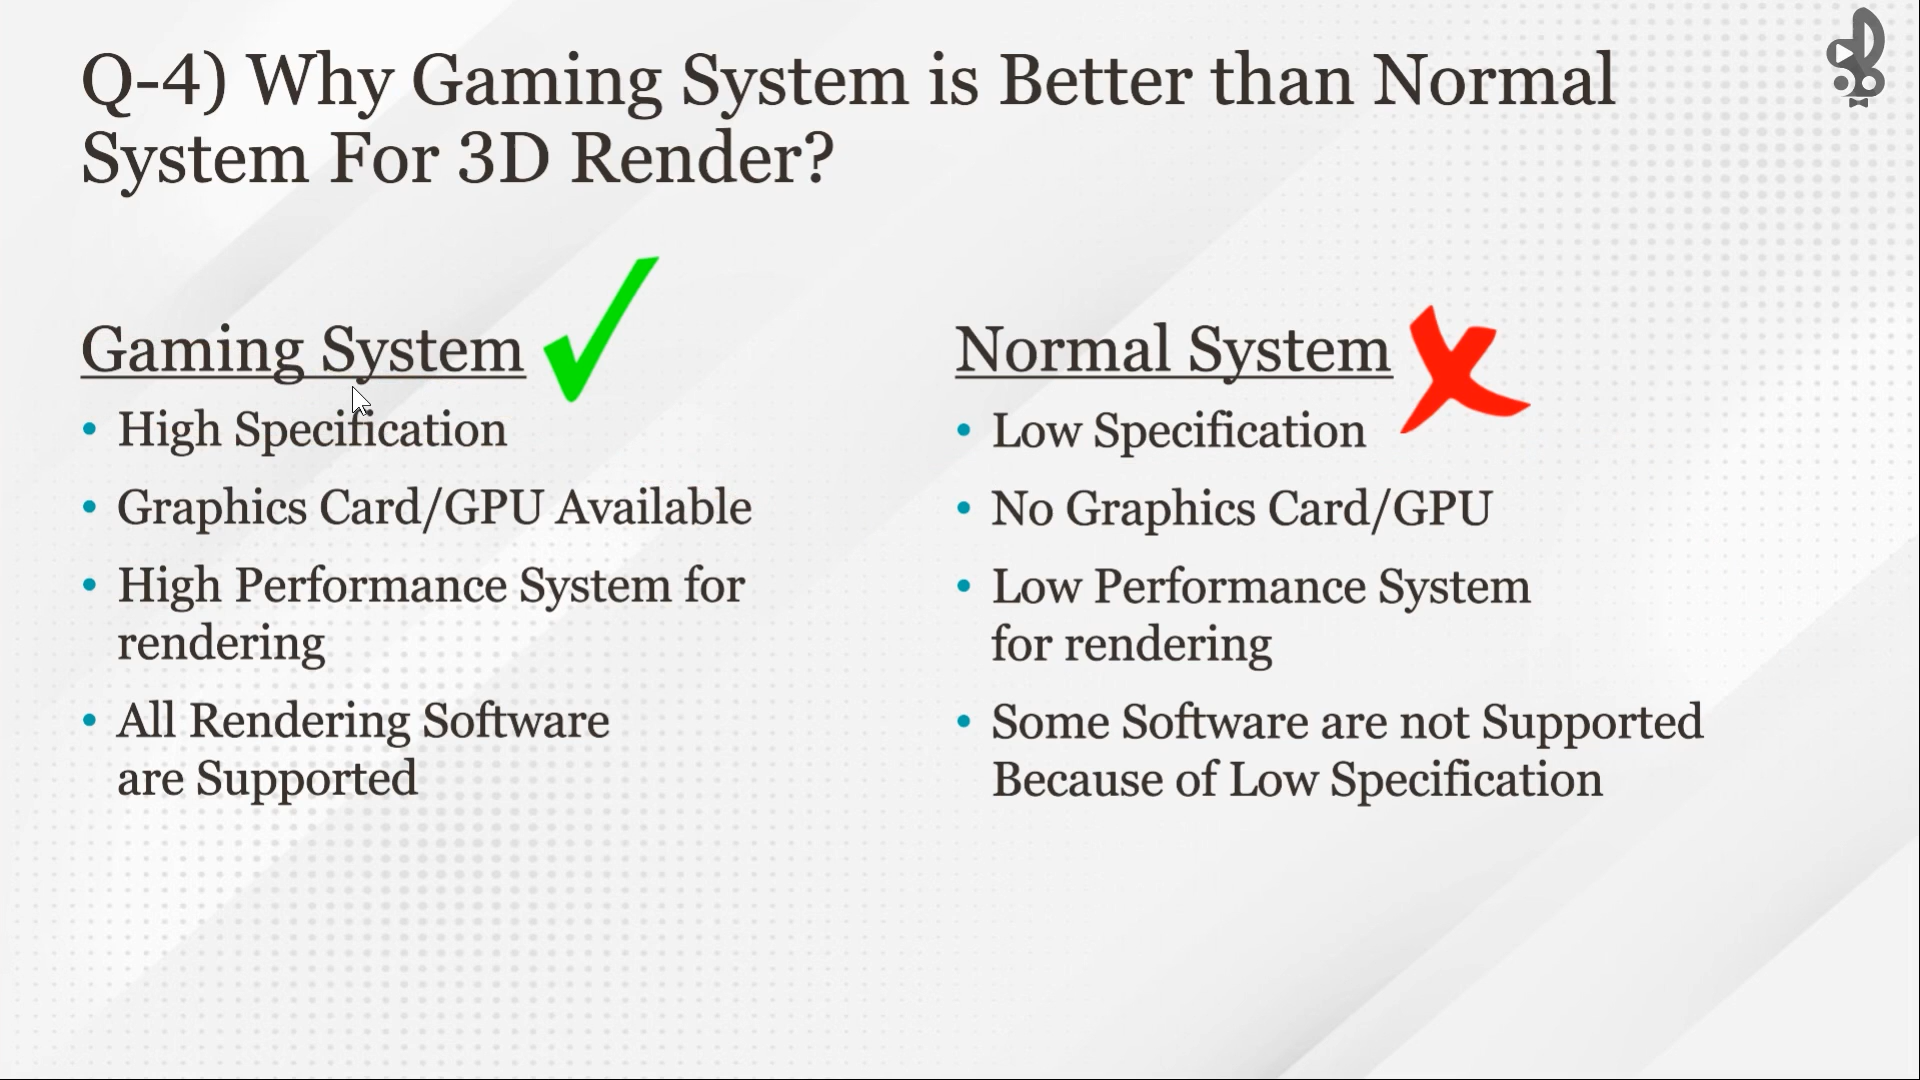 Q-4) Why Gaming System is Better than Normal
System For 3D Render?
Gaming System
• High Specification
• Graphics Card/GPU Available
• High Performance System for
rendering
• All Rendering Software
are Supported
Normal System
• Low Specification
• No Graphics Card/GPU
• Low Performance System
for rendering
• Some Software are not Supported
Because of Low Specification